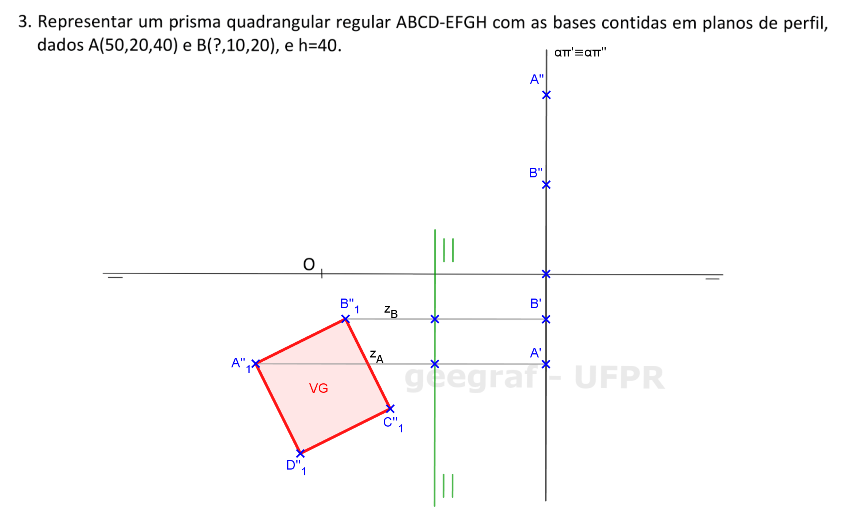 3. Representar um prisma quadrangular regular ABCD-EFGH com as bases contidas em planos de perfil,
dados A(50,20,40) e B(?,10,20), e h=40.
απ'≡απ"
A"
B"
O
B"1
zB
B'
A"1
zA
A'
geegraf - UFPR
VG
C"1
D"1